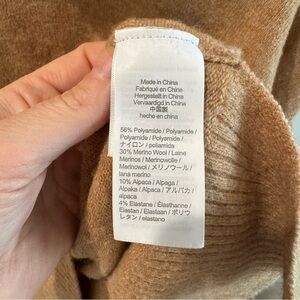 Made in China
Fabriqué en Chine
Hergestellt in China
Vervaardigd in China
中国製
hecho en china
56% Polyamide / Polyamide
/ Polyamide / Polyamide /
ナイロン / poliamida
30% Merino Wool / Laine
Mérinos / Merinowolle /
Merinowol / メリノウール /
lana merino
10% Alpaca / Alpaga /
Alpaka / Alpaca / アルパカ /
alpaca
4% Elastane / Élasthanne /
Elastan / Elastaan / ポリウ
レタン / elastano